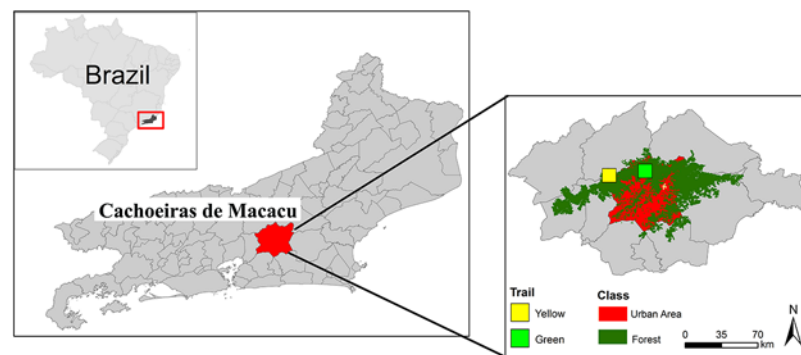 Brazil
Cachoeiras de Macacu
Trail
Class
Yellow
Urban Area
Green
Forest
0 35 70
km
N